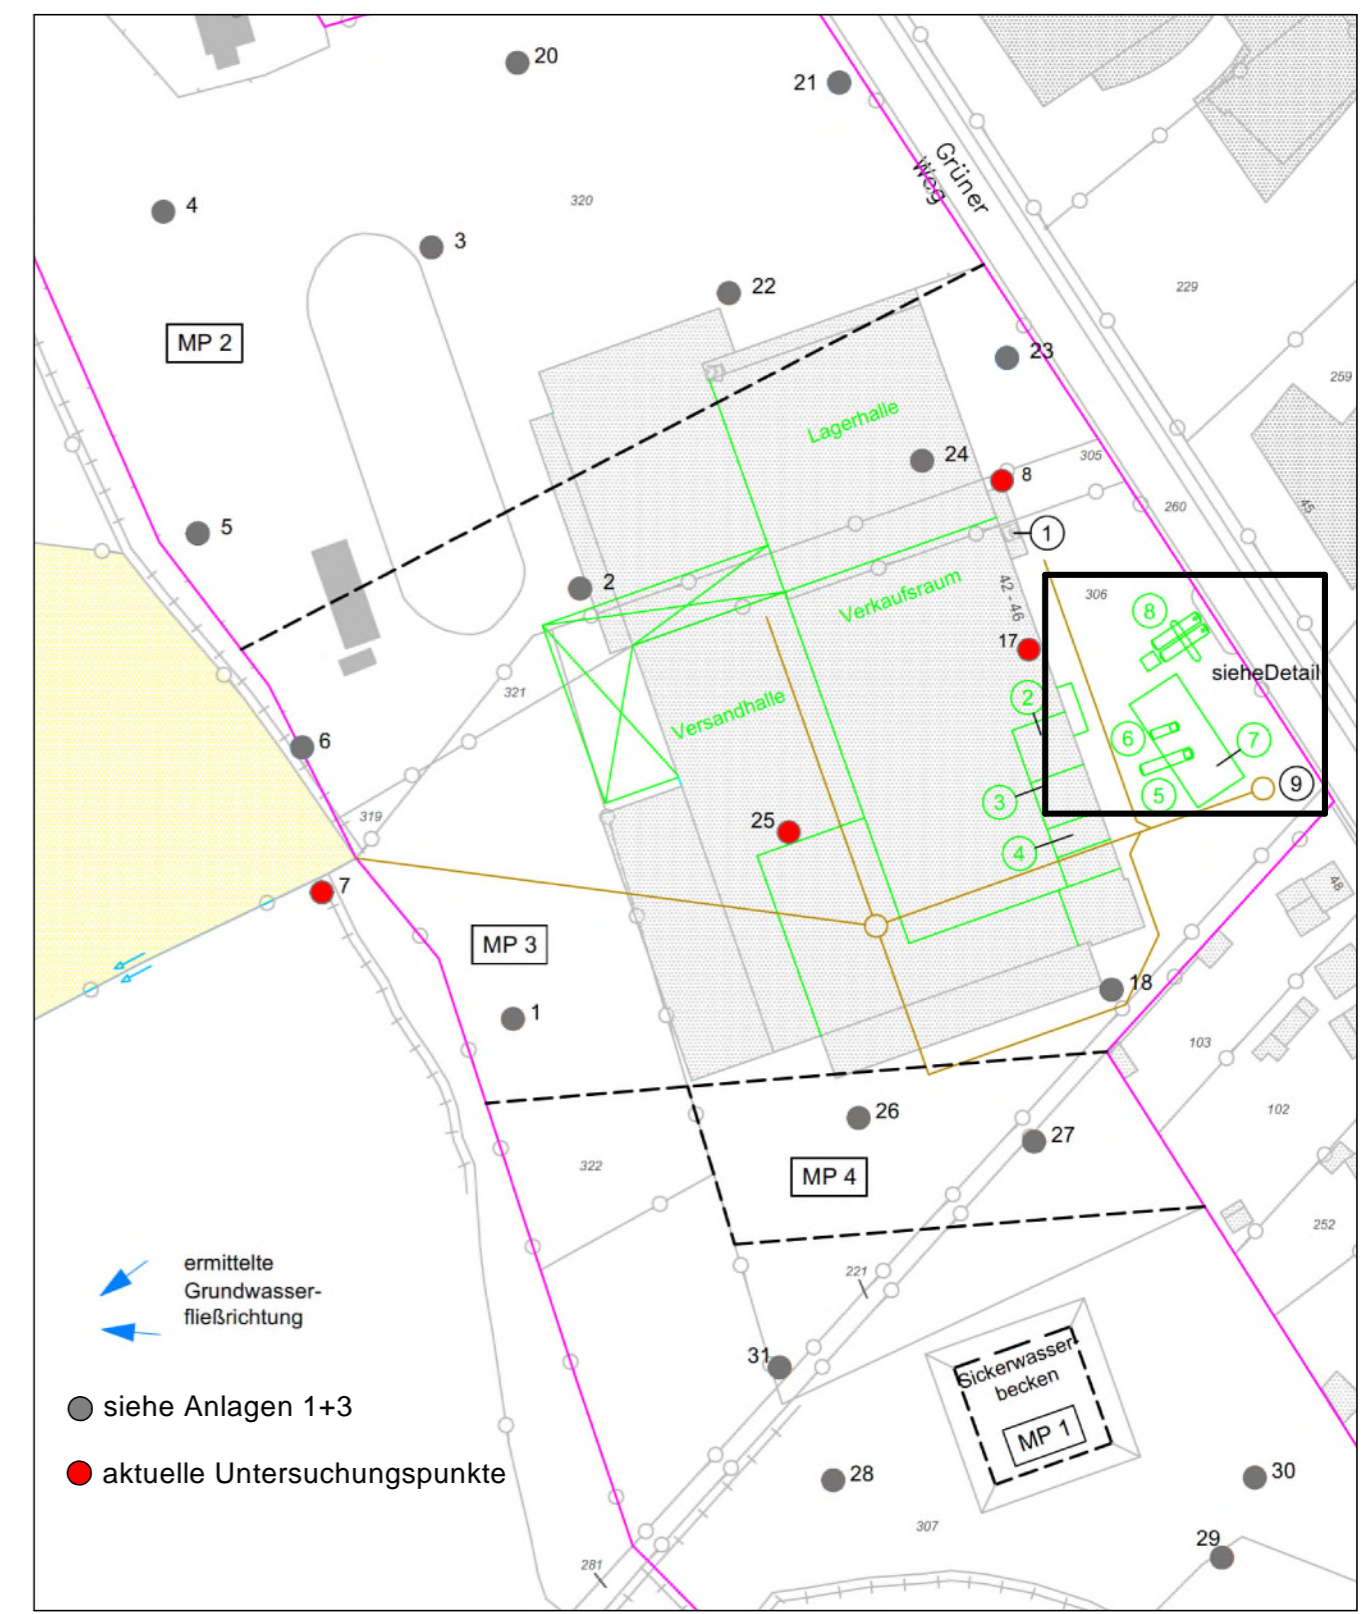 20
21
Grüner
Weg
4
320
3
22
229
MP 2
23
259
Lagerhalle
24
8
305
260
45
5
1
2
Verkaufsraum
42 - 46
306
8
17
sieheDetail
321
2
Versandhalle
6
6
7
9
5
3
319
25
4
7
48
MP 3
18
1
103
26
27
102
322
MP 4
252
ermittelte
Grundwasser-
fließrichtung
221
31
Sickerwasser-
becken
MP 1
siehe Anlagen 1+3
aktuelle Untersuchungspunkte
28
30
307
29
281